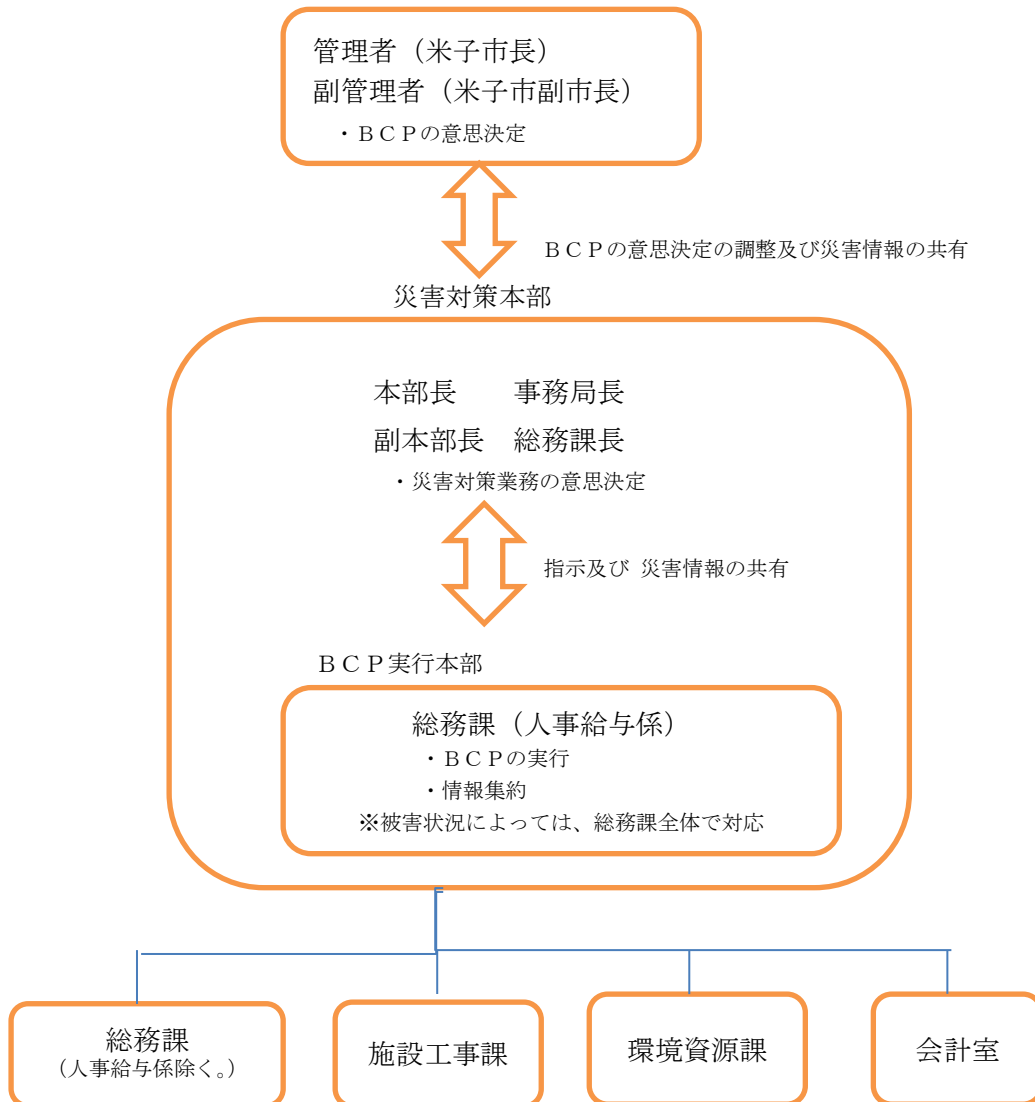 管理者（米子市長）
副管理者（米子市副市長）
・ＢＣＰの意思決定
ＢＣＰの意思決定の調整及び災害情報の共有
災害対策本部
本部長　　事務局長
副本部長　総務課長
・災害対策業務の意思決定
指示及び 災害情報の共有
ＢＣＰ実行本部
総務課（人事給与係）
・ＢＣＰの実行
・情報集約
※被害状況によっては、総務課全体で対応
総務課
（人事給与係除く。）
施設工事課
環境資源課
会計室